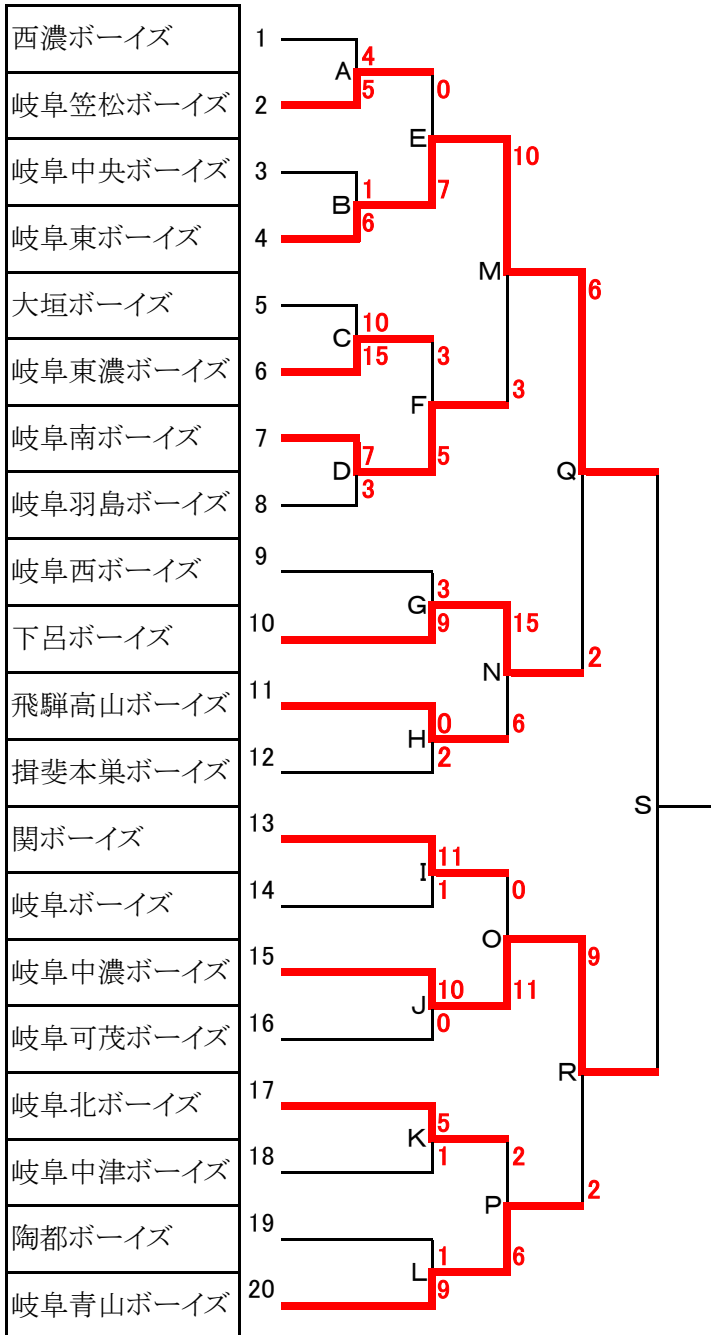 西濃ボーイズ 1
岐阜笠松ボーイズ 2
岐阜中央ボーイズ 3
岐阜東ボーイズ 4
大垣ボーイズ 5
岐阜東濃ボーイズ 6
岐阜南ボーイズ 7
岐阜羽島ボーイズ 8
岐阜西ボーイズ 9
下呂ボーイズ 10
飛騨高山ボーイズ 11
揖斐本巣ボーイズ 12
関ボーイズ 13
岐阜ボーイズ 14
岐阜中濃ボーイズ 15
岐阜可茂ボーイズ 16
岐阜北ボーイズ 17
岐阜中津ボーイズ 18
陶都ボーイズ 19
岐阜青山ボーイズ 20
A 4 5
B 1 6
C 10 15
D 7 3
E 0 7
F 3 5
G 3 9
H 0 2
I 11 1
J 10 0
K 5 1
L 1 9
M 10 3
N 15 6
O 0 11
P 2 6
Q 6 2
R 9 2
S